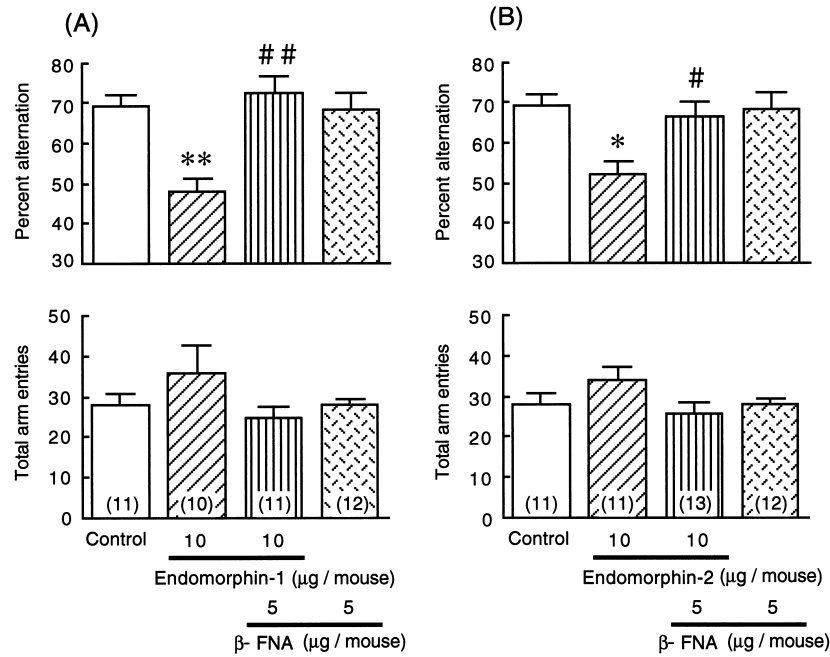 (A)
# #
80
70
60
50
40
30
Percent alternation
**
50
40
30
20
10
0
Total arm entries
(11) (10) (11) (12)
Control 10 10
Endomorphin-1 (μg / mouse)
5 5
β- FNA (μg / mouse)
(B)
#
80
70
60
50
40
30
Percent alternation
*
50
40
30
20
10
0
Total arm entries
(11) (11) (13) (12)
Control 10 10
Endomorphin-2 (μg / mouse)
5 5
β- FNA (μg / mouse)